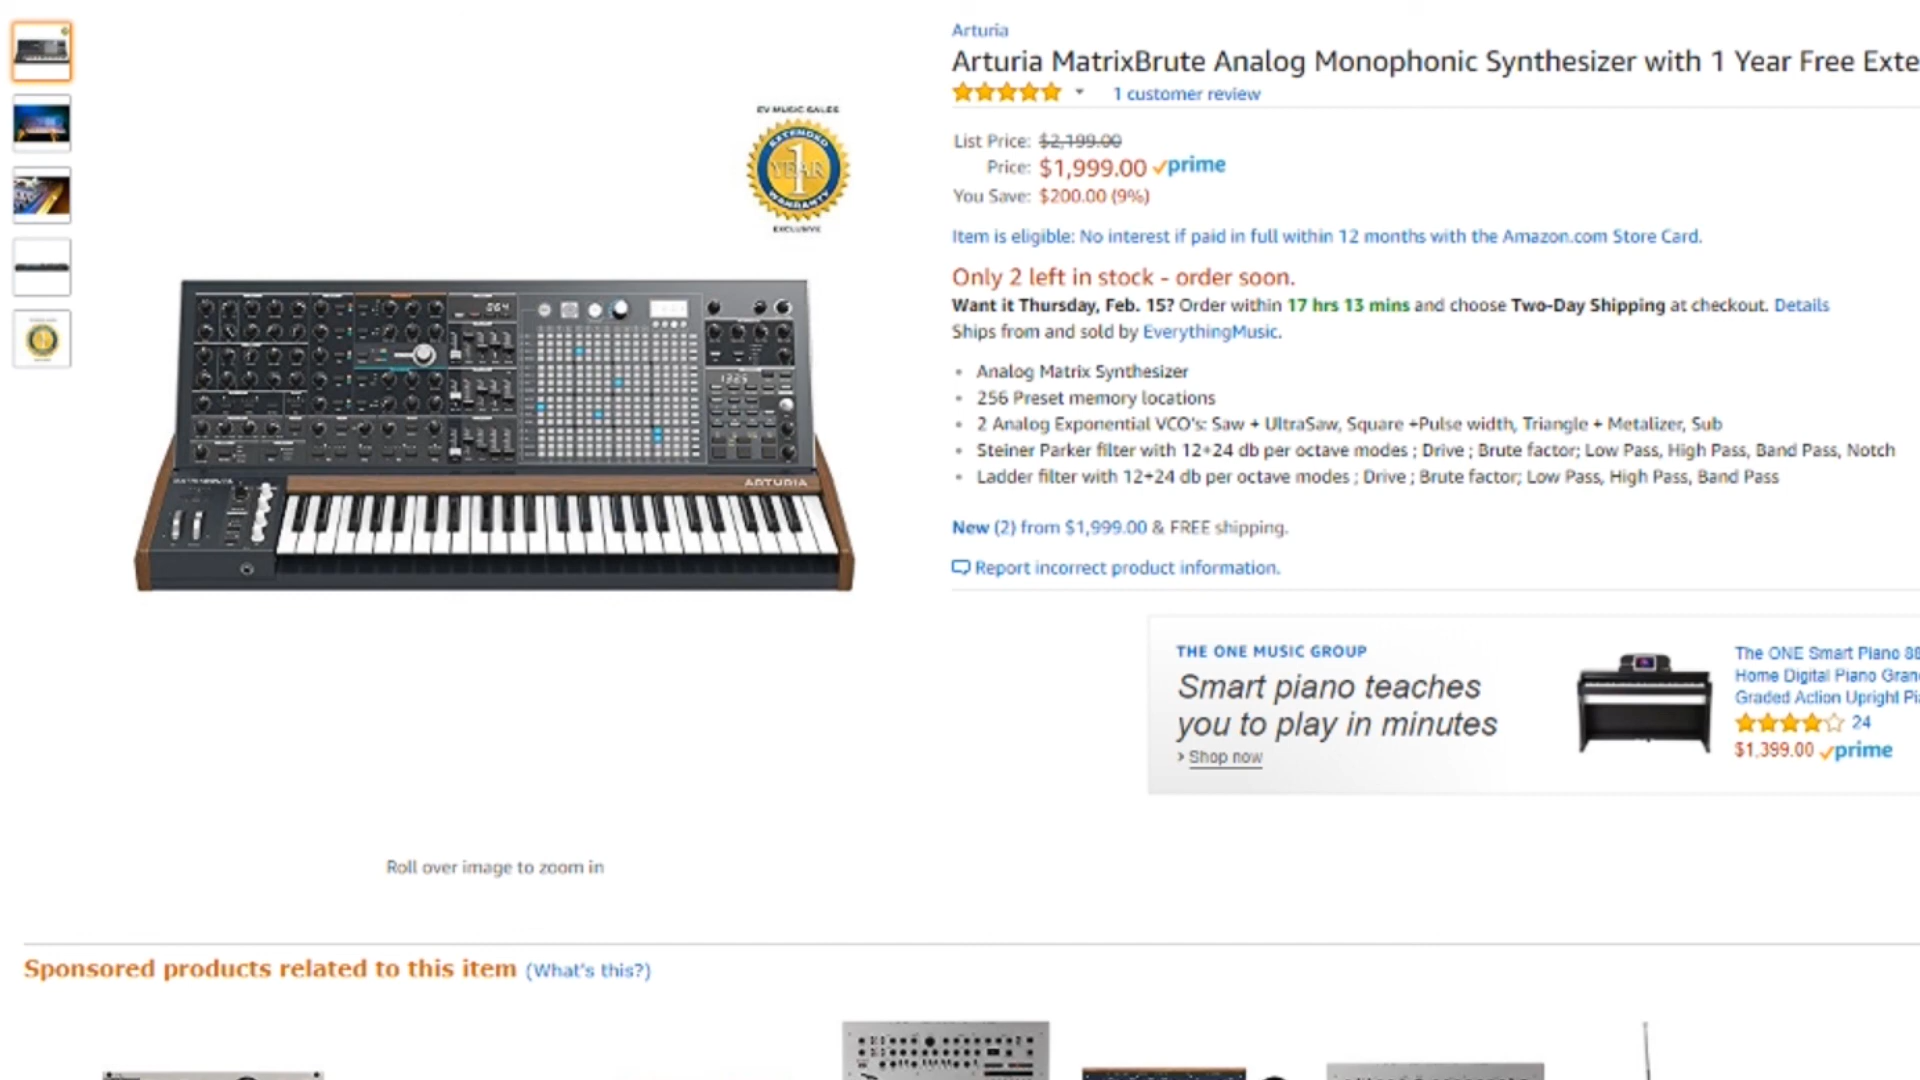 Arturia
Arturia MatrixBrute Analog Monophonic Synthesizer with 1 Year Free Exte
1 customer review
EV MUSIC SALES
EXTENDED
1
YEAR
WARRANTY
EXCLUSIVE
List Price: $2,199.00
Price: $1,999.00 prime
You Save: $200.00 (9%)
Item is eligible: No interest if paid in full within 12 months with the Amazon.com Store Card.
Only 2 left in stock - order soon.
Want it Thursday, Feb. 15? Order within 17 hrs 13 mins and choose Two-Day Shipping at checkout. Details
Ships from and sold by EverythingMusic.
• Analog Matrix Synthesizer
• 256 Preset memory locations
• 2 Analog Exponential VCO's: Saw + UltraSaw, Square +Pulse width, Triangle + Metalizer, Sub
• Steiner Parker filter with 12+24 db per octave modes ; Drive ; Brute factor; Low Pass, High Pass, Band Pass, Notch
• Ladder filter with 12+24 db per octave modes ; Drive ; Brute factor; Low Pass, High Pass, Band Pass
ARTURIA
New (2) from $1,999.00 & FREE shipping.
Report incorrect product information.
THE ONE MUSIC GROUP
Smart piano teaches
you to play in minutes
› Shop now
The ONE Smart Piano 88
Home Digital Piano Gran
Graded Action Upright Pi
24
$1,399.00 prime
Roll over image to zoom in
Sponsored products related to this item (What's this?)